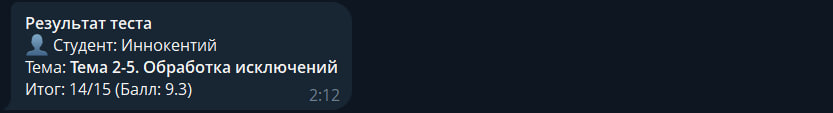 Результат теста
👤 Студент: Иннокентий
Тема: Тема 2-5. Обработка исключений
Итог: 14/15 (Балл: 9.3)
2:12